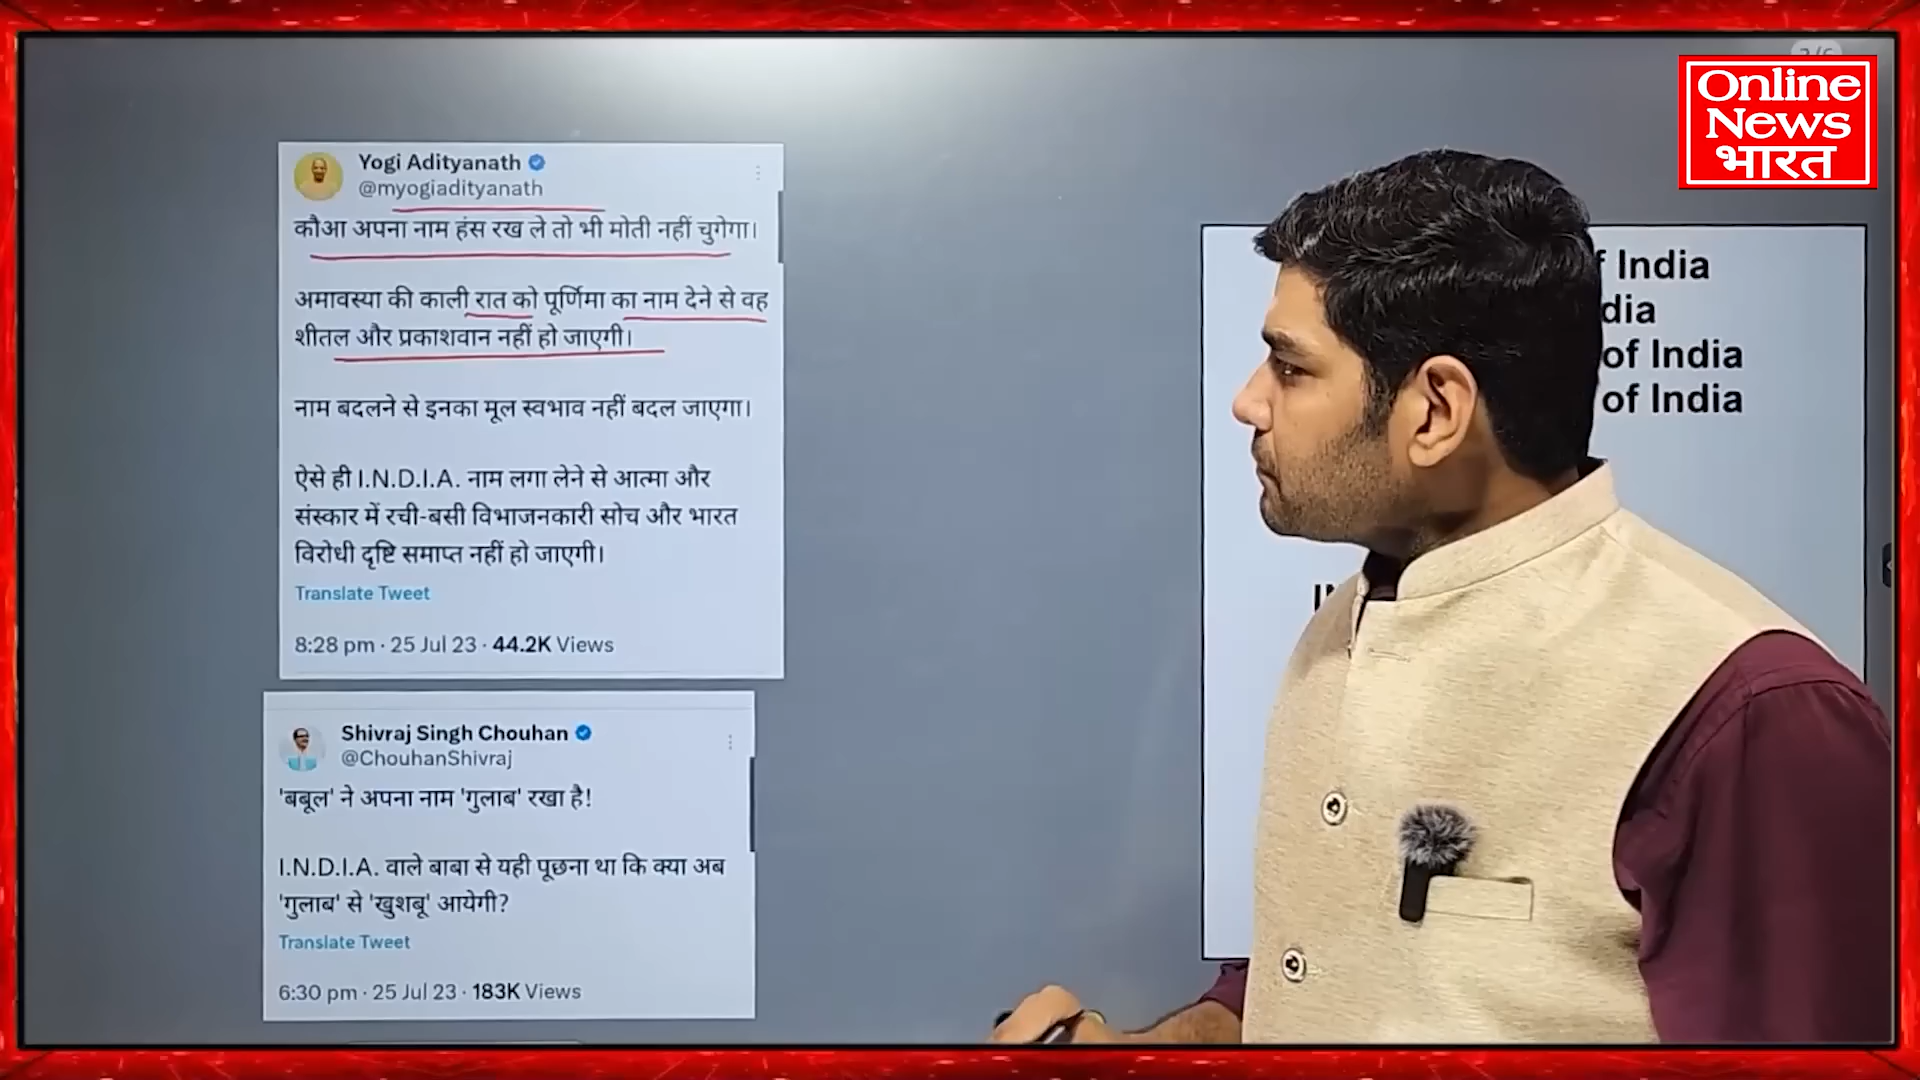 Online
News
भारत
Yogi Adityanath
@myogiadityanath
कौआ अपना नाम हंस रख ले तो भी मोती नहीं चुगेगा।
अमावस्या की काली रात को पूर्णिमा का नाम देने से वह
शीतल और प्रकाशवान नहीं हो जाएगी।
नाम बदलने से इनका मूल स्वभाव नहीं बदल जाएगा।
ऐसे ही I.N.D.I.A. नाम लगा लेने से आत्मा और
संस्कार में रची-बसी विभाजनकारी सोच और भारत
विरोधी दृष्टि समाप्त नहीं हो जाएगी।
Translate Tweet
8:28 pm · 25 Jul 23 · 44.2K Views
Shivraj Singh Chouhan
@ChouhanShivraj
'बबूल' ने अपना नाम 'गुलाब' रखा है!
I.N.D.I.A. वाले बाबा से यही पूछना था कि क्या अब
'गुलाब' से 'खुशबू' आयेगी?
Translate Tweet
6:30 pm · 25 Jul 23 · 183K Views
India
of India
of India